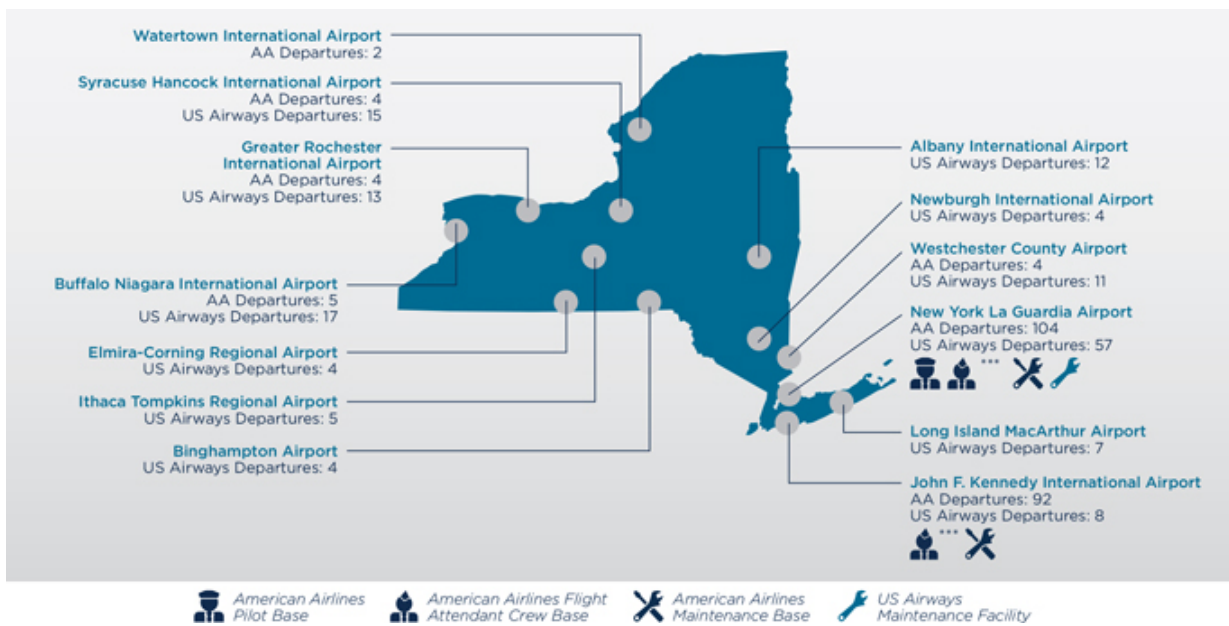 Watertown International Airport
AA Departures: 2
Syracuse Hancock International Airport
AA Departures: 4
US Airways Departures: 15
Greater Rochester
International Airport
AA Departures: 4
US Airways Departures: 13
Buffalo Niagara International Airport
AA Departures: 5
US Airways Departures: 17
Elmira-Corning Regional Airport
US Airways Departures: 4
Ithaca Tompkins Regional Airport
US Airways Departures: 5
Binghampton Airport
US Airways Departures: 4
Albany International Airport
US Airways Departures: 12
Newburgh International Airport
US Airways Departures: 4
Westchester County Airport
AA Departures: 4
US Airways Departures: 11
New York La Guardia Airport
AA Departures: 104
US Airways Departures: 57
***
Long Island MacArthur Airport
US Airways Departures: 7
John F. Kennedy International Airport
AA Departures: 92
US Airways Departures: 8
***
American Airlines
Pilot Base
American Airlines Flight
Attendant Crew Base
American Airlines
Maintenance Base
US Airways
Maintenance Facility